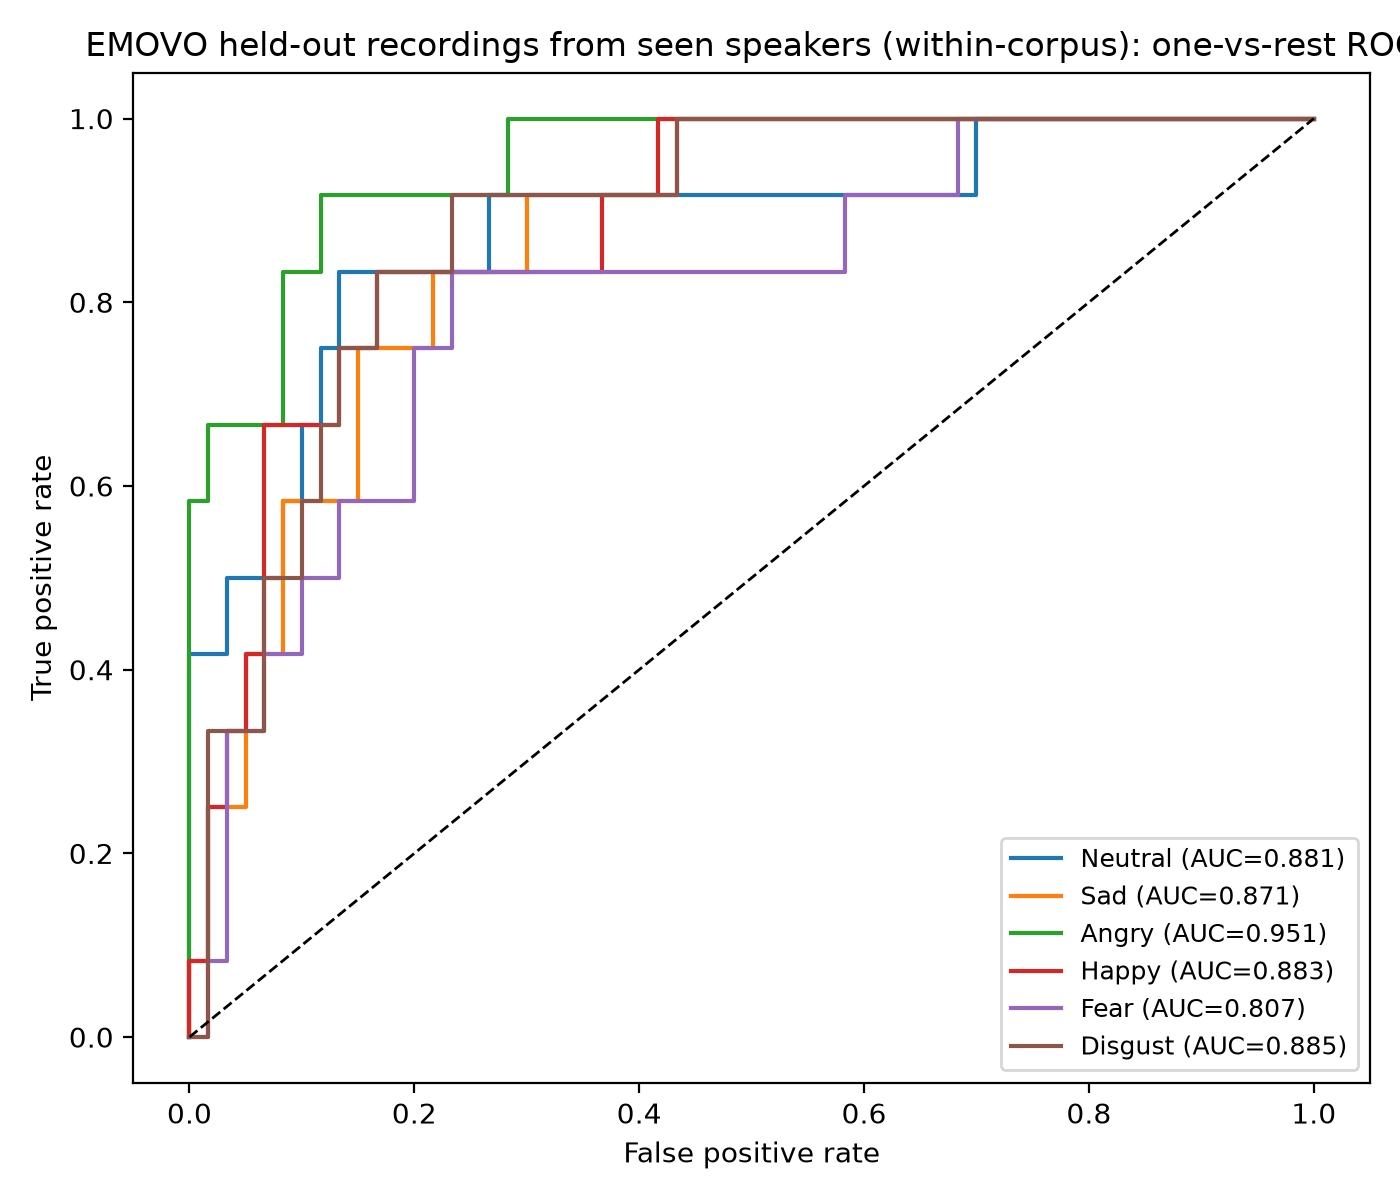 EMOVO held-out recordings from seen speakers (within-corpus): one-vs-rest RO
1.0
0.8
0.6
0.4
0.2
0.0
True positive rate
0.0 0.2 0.4 0.6 0.8 1.0
False positive rate
Neutral (AUC=0.881)
Sad (AUC=0.871)
Angry (AUC=0.951)
Happy (AUC=0.883)
Fear (AUC=0.807)
Disgust (AUC=0.885)